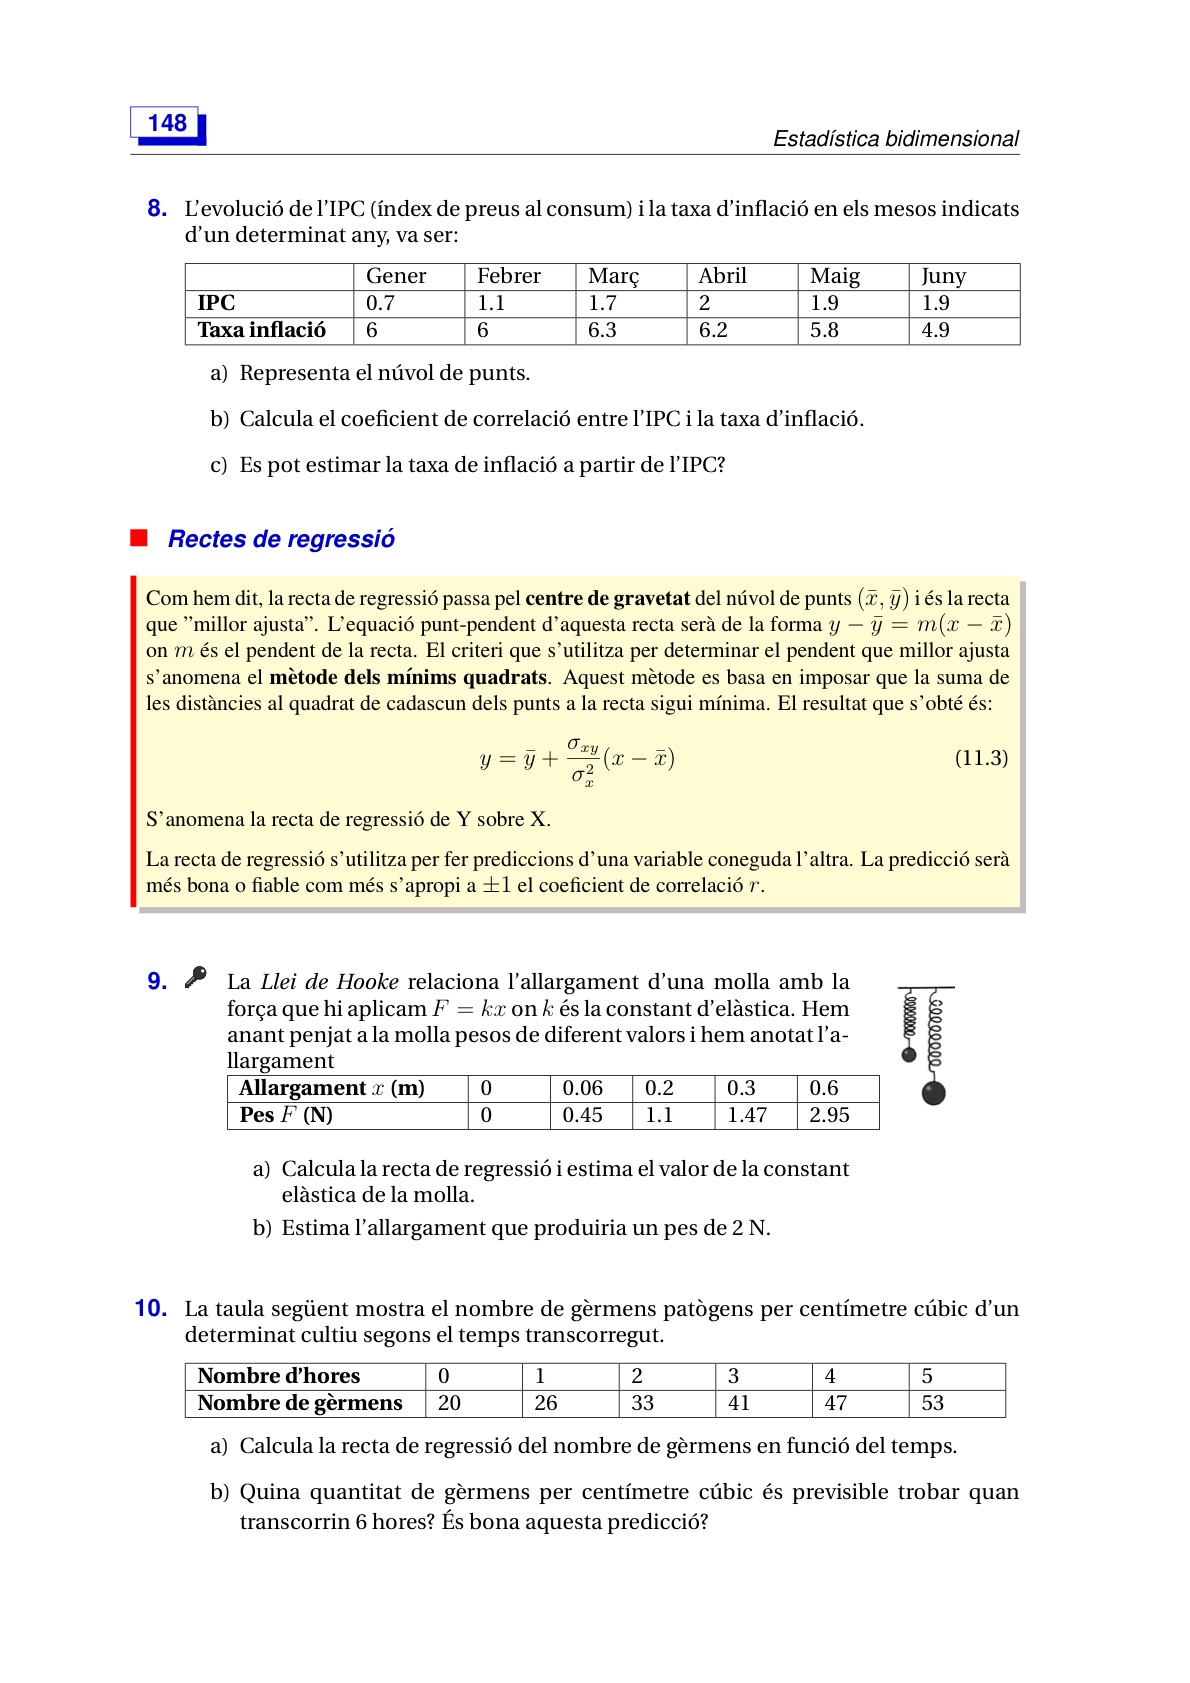 148
Estadística bidimensional
8. L’evolució de l’IPC (índex de preus al consum) i la taxa d’inflació en els mesos indicats
d’un determinat any, va ser:
Gener Febrer Març Abril Maig Juny
IPC 0.7 1.1 1.7 2 1.9 1.9
Taxa inflació 6 6 6.3 6.2 5.8 4.9
a) Representa el núvol de punts.
b) Calcula el coeficient de correlació entre l’IPC i la taxa d’inflació.
c) Es pot estimar la taxa de inflació a partir de l’IPC?
Rectes de regressió
Com hem dit, la recta de regressió passa pel centre de gravetat del núvol de punts (x̄, ȳ) i és la recta
que ”millor ajusta”. L’equació punt-pendent d’aquesta recta serà de la forma y − ȳ = m(x − x̄)
on m és el pendent de la recta. El criteri que s’utilitza per determinar el pendent que millor ajusta
s’anomena el mètode dels mínims quadrats. Aquest mètode es basa en imposar que la suma de
les distàncies al quadrat de cadascun dels punts a la recta sigui mínima. El resultat que s’obté és:
y = ȳ + σxy/σx² (x − x̄) (11.3)
S’anomena la recta de regressió de Y sobre X.
La recta de regressió s’utilitza per fer prediccions d’una variable coneguda l’altra. La predicció serà
més bona o fiable com més s’apropi a ±1 el coeficient de correlació r.
9. La Llei de Hooke relaciona l’allargament d’una molla amb la
força que hi aplicam F = kx on k és la constant d’elàstica. Hem
anant penjat a la molla pesos de diferent valors i hem anotat l’a-
llargament
Allargament x (m) 0 0.06 0.2 0.3 0.6
Pes F (N) 0 0.45 1.1 1.47 2.95
a) Calcula la recta de regressió i estima el valor de la constant
elàstica de la molla.
b) Estima l’allargament que produiria un pes de 2 N.
10. La taula següent mostra el nombre de gèrmens patògens per centímetre cúbic d’un
determinat cultiu segons el temps transcorregut.
Nombre d’hores 0 1 2 3 4 5
Nombre de gèrmens 20 26 33 41 47 53
a) Calcula la recta de regressió del nombre de gèrmens en funció del temps.
b) Quina quantitat de gèrmens per centímetre cúbic és previsible trobar quan
transcorrin 6 hores? És bona aquesta predicció?